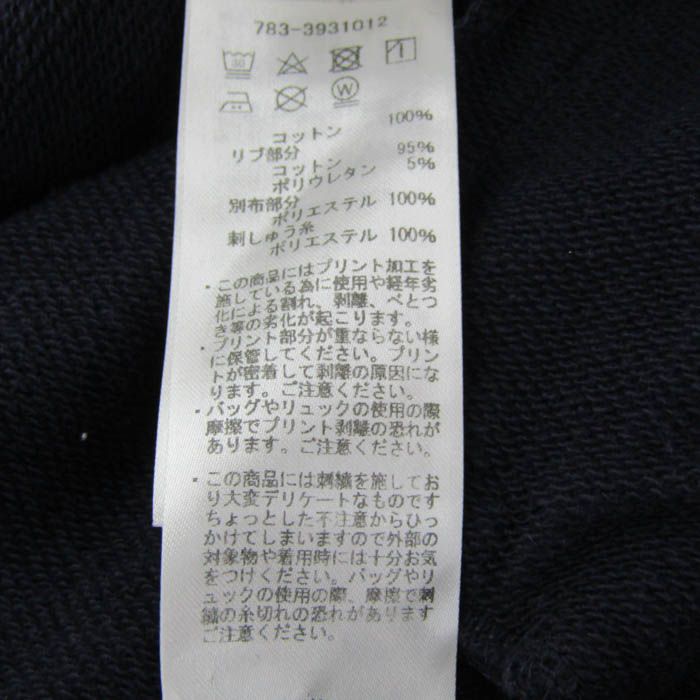 783-3931012
コットン 100%
リブ部分
コットン 95%
ポリウレタン 5%
別布部分
ポリエステル 100%
刺しゅう糸
ポリエステル 100%
・この商品にはプリント加工を
施している為に使用や経年劣
化による割れ、剥離、べとつ
き等の劣化が起こります。
・プリント部分が重ならない様
に保管してください。プリン
トが密着して剥離の原因にな
ります。ご注意ください。
・バッグやリュックの使用の際
摩擦でプリント剥離の恐れが
あります。ご注意ください。
・この商品には刺繍を施してお
り大変デリケートなものです
ちょっとした不注意からひっ
かけてしまいますので外部の
対象物や着用時には十分お気
をつけください。バッグやリ
ュックの使用の際、摩擦で刺
繍の糸切れの恐れがあります
ご注意ください。